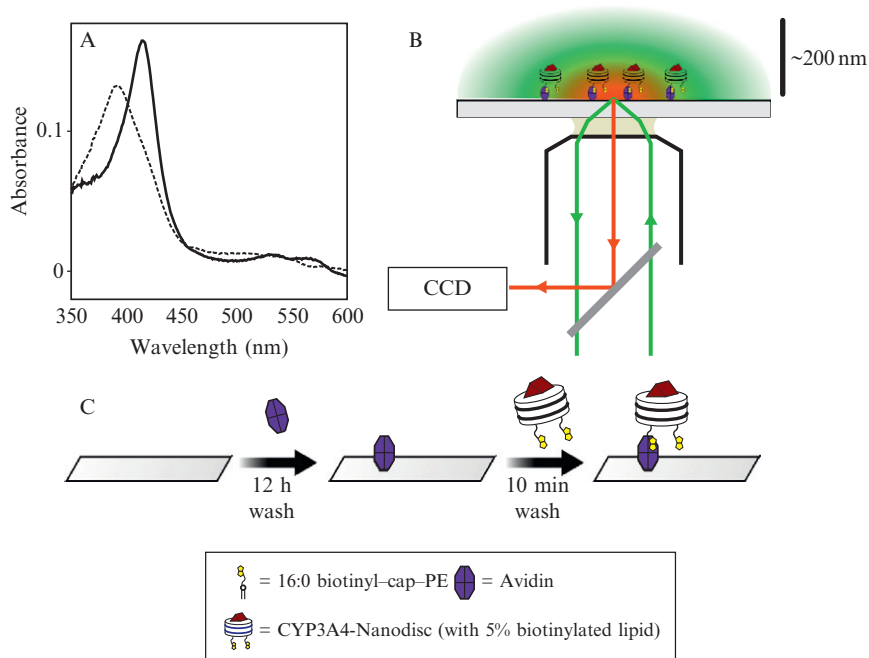 A
Absorbance
0.1
0
350
400
450
500
550
600
Wavelength (nm)
B
~200 nm
CCD
C
12 h
wash
10 min
wash
= 16:0 biotinyl–cap–PE
= Avidin
= CYP3A4-Nanodisc (with 5% biotinylated lipid)